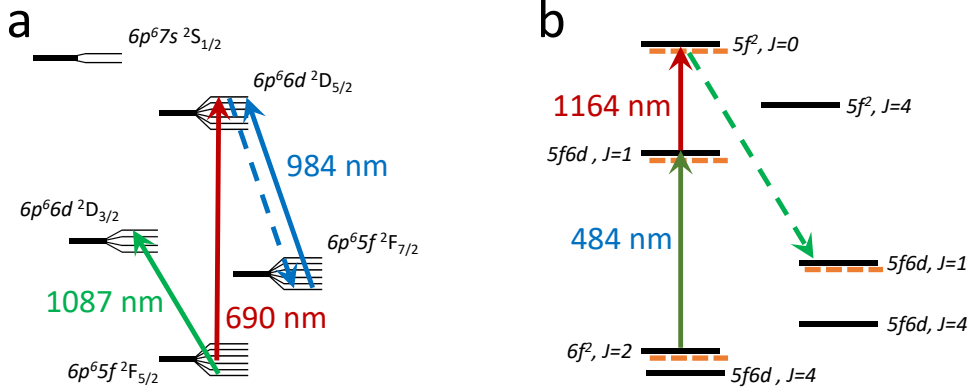 a
6p⁶7s ²S₁/₂
6p⁶6d ²D₅/₂
984 nm
6p⁶6d ²D₃/₂
6p⁶5f ²F₇/₂
1087 nm
690 nm
6p⁶5f ²F₅/₂
b
5f², J=0
1164 nm
5f², J=4
5f6d , J=1
484 nm
5f6d, J=1
5f6d, J=4
6f², J=2
5f6d, J=4